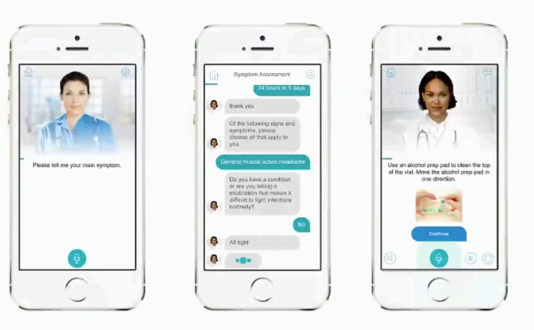 Please tell me your main symptom.
Symptom Assessment
24 hours to 3 days
thank you
Of the following signs and
symptoms, please
choose all that apply to
you
General muscle aches,Headache
Do you have a condition
or are you taking a
medication that makes it
difficult to fight infections
normally?
No
All right
Use an alcohol prep pad to clean the top
of the vial. Move the alcohol prep pad in
one direction.
Continue